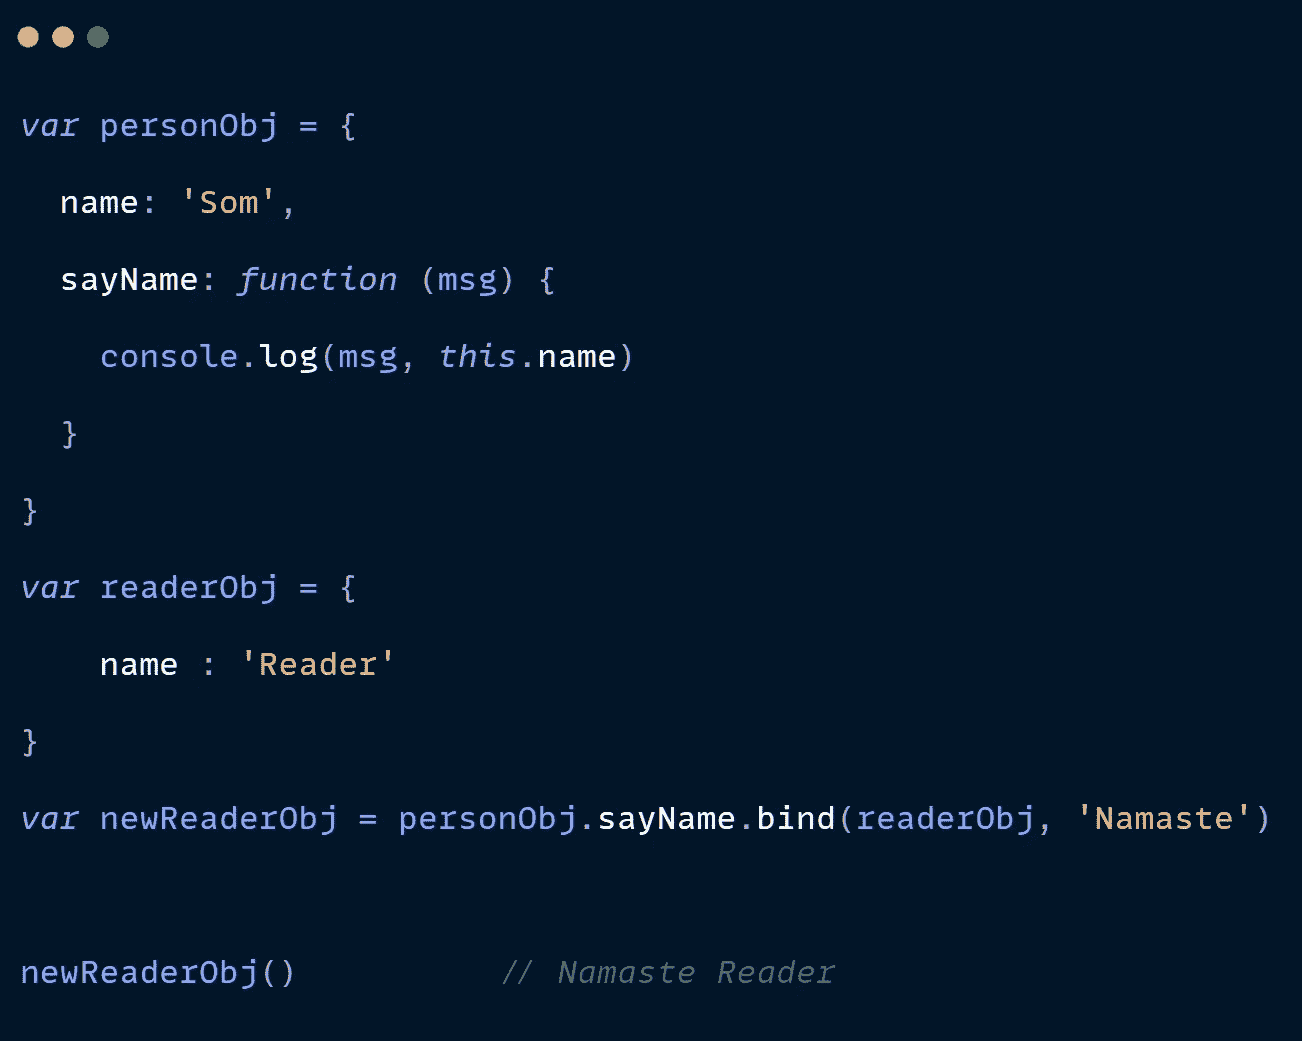 var personObj = {
  name: 'Som',
  sayName: function (msg) {
    console.log(msg, this.name)
  }
}
var readerObj = {
    name : 'Reader'
}
var newReaderObj = personObj.sayName.bind(readerObj, 'Namaste')
newReaderObj()          // Namaste Reader